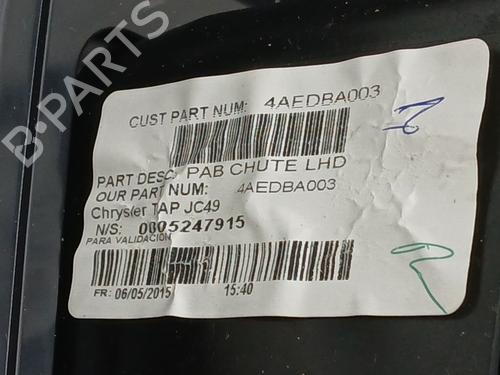 B-PARTS
CUST PART NUM: 4AEDBA003
PART DESC: PAB CHUTE LHD
OUR PART NUM: 4AEDBA003
Chrysler TAP JC49
N/S: 0005247915
PARA VALIDACION
FR: 06/05/2015 15:40